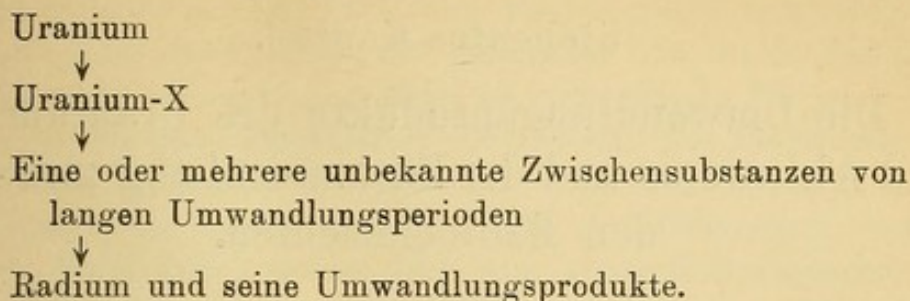 Uranium
↓
Uranium-X
↓
Eine oder mehrere unbekannte Zwischensubstanzen von
langen Umwandlungsperioden
↓
Radium und seine Umwandlungsprodukte.